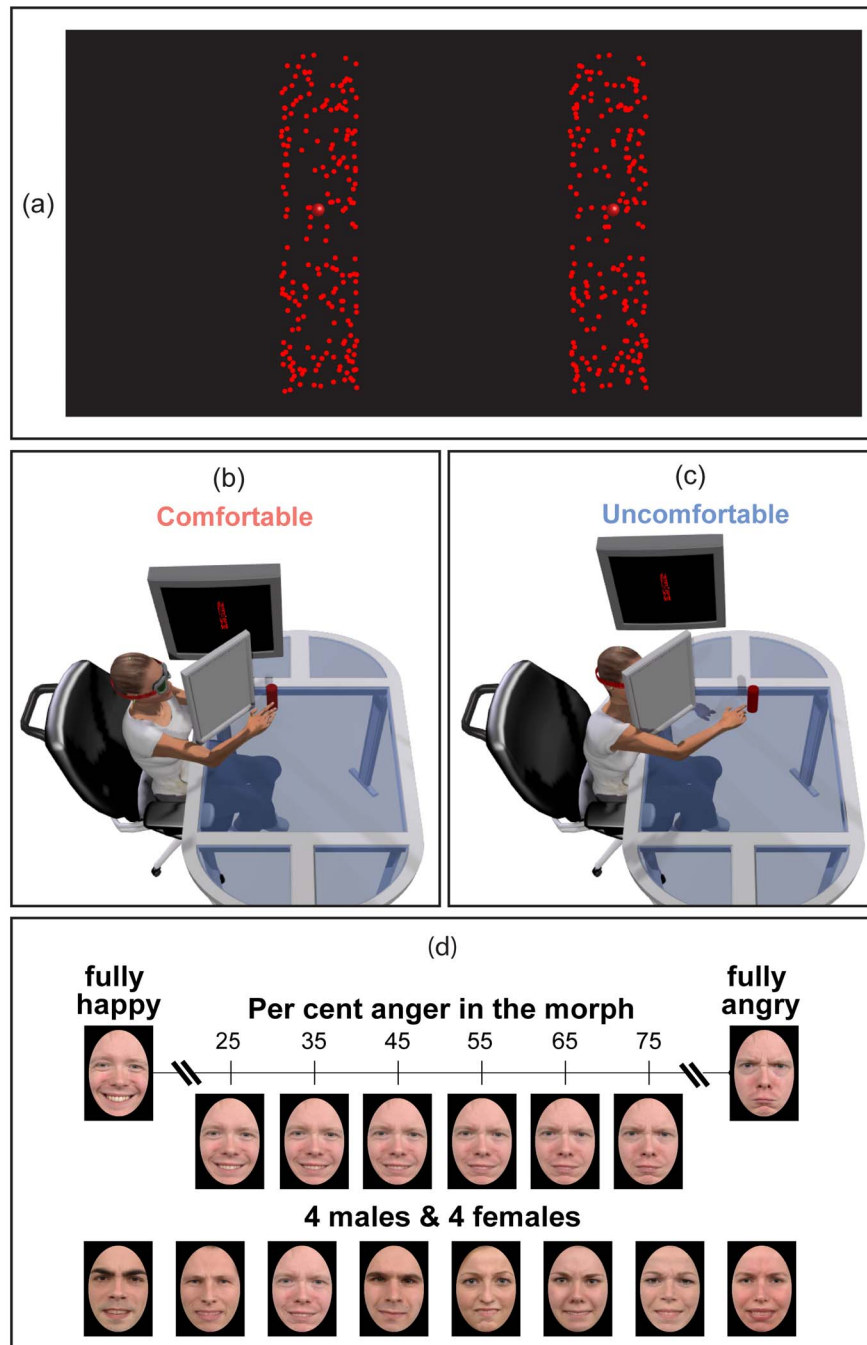 (a)
(b)
Comfortable
(c)
Uncomfortable
(d)
fully happy
fully angry
Per cent anger in the morph
25 35 45 55 65 75
4 males & 4 females